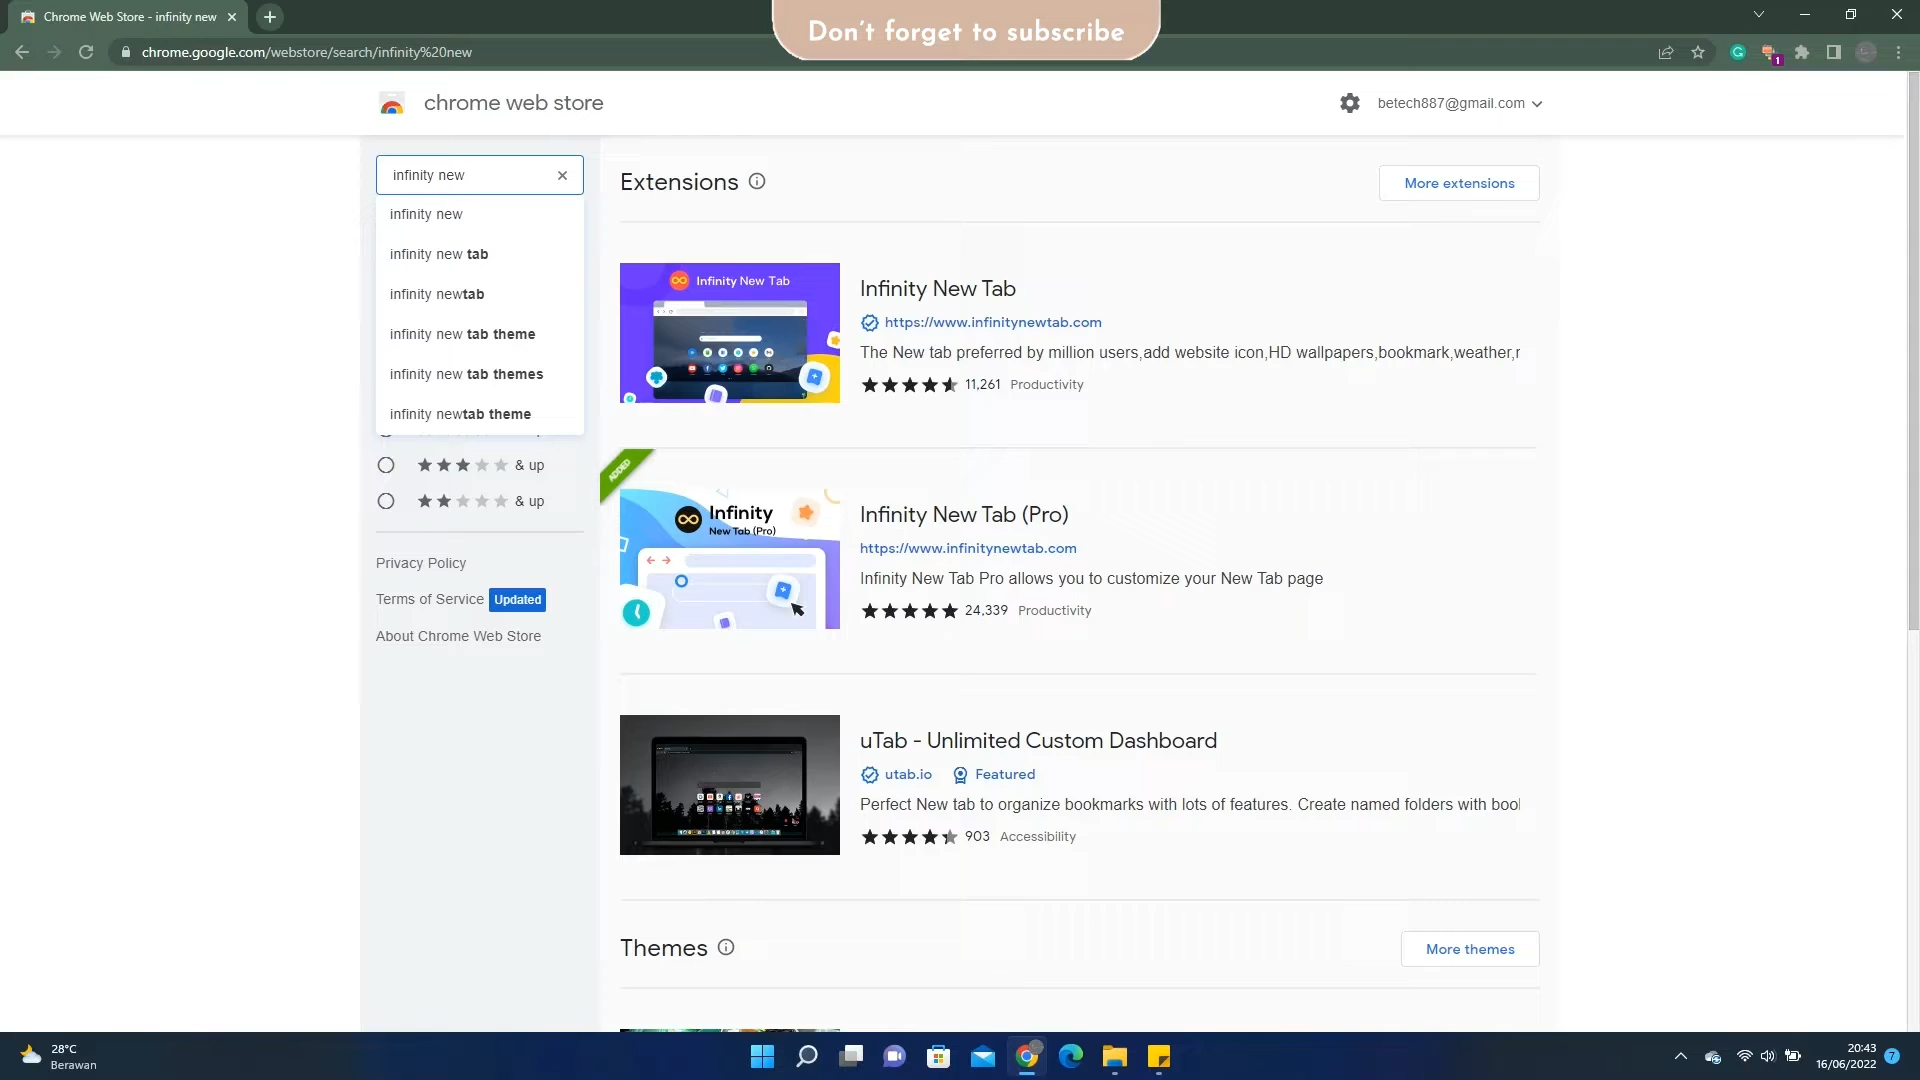 Chrome Web Store - infinity new
Don't forget to subscribe
chrome.google.com/webstore/search/infinity%20new
1
chrome web store
betech887@gmail.com
infinity new
infinity new
infinity new tab
infinity newtab
infinity new tab theme
infinity new tab themes
infinity newtab theme
& up
& up
Privacy Policy
Terms of Service Updated
About Chrome Web Store
Extensions
More extensions
Infinity New Tab
Infinity New Tab
https://www.infinitynewtab.com
The New tab preferred by million users,add website icon,HD wallpapers,bookmark,weather,r
11,261 Productivity
ADDED
Infinity
New Tab (Pro)
Infinity New Tab (Pro)
https://www.infinitynewtab.com
Infinity New Tab Pro allows you to customize your New Tab page
24,339 Productivity
uTab - Unlimited Custom Dashboard
utab.io Featured
Perfect New tab to organize bookmarks with lots of features. Create named folders with bool
903 Accessibility
Themes
More themes
28°C
Berawan
20:43
16/06/2022
7